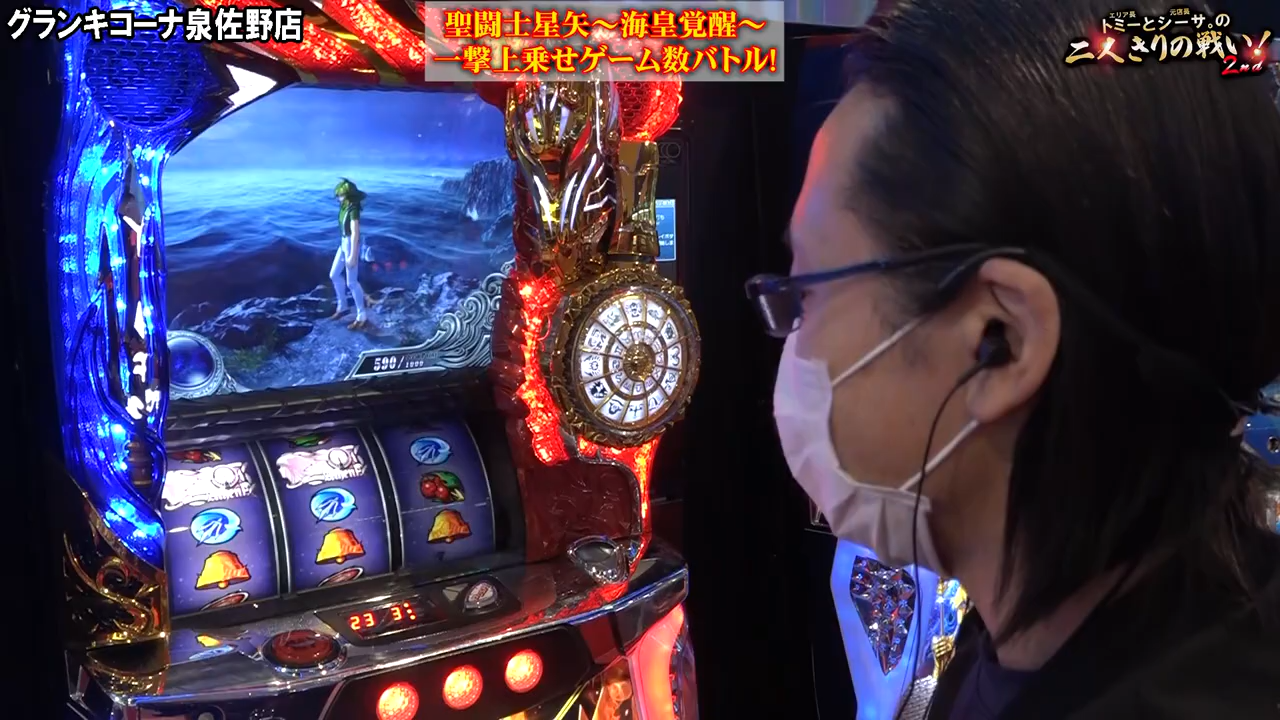 グランキコーナ泉佐野店
聖闘士星矢～海皇覚醒～
一撃上乗せゲーム数バトル!
エリア長 元店長
トミーとシーサ。の
二人きりの戦い!
2nd
590/1000
23 31